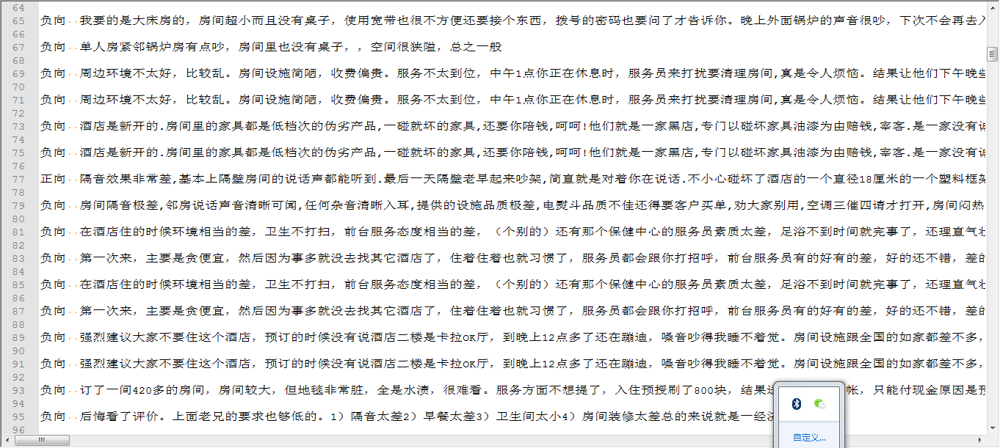 64
65 负向 我要的是大床房的，房间超小而且没有桌子，使用宽带也很不方便还要接个东西，拨号的密码也要问了才告诉你。晚上外面锅炉的声音很吵，下次不会再去入
66
67 负向 单人房紧邻锅炉房有点吵，房间里也没有桌子，，空间很狭隘，总之一般
68
69 负向 周边环境不太好，比较乱。房间设施简陋，收费偏贵。服务不太到位，中午1点你正在休息时，服务员来打扰要清理房间,真是令人烦恼。结果让他们下午晚些
70
71 负向 周边环境不太好，比较乱。房间设施简陋，收费偏贵。服务不太到位，中午1点你正在休息时，服务员来打扰要清理房间,真是令人烦恼。结果让他们下午晚些
72
73 负向 酒店是新开的.房间里的家具都是低档次的伪劣产品,一碰就坏的家具,还要你陪钱,呵呵!他们就是一家黑店,专门以碰坏家具油漆为由赔钱,宰客.是一家没有诚
74
75 负向 酒店是新开的.房间里的家具都是低档次的伪劣产品,一碰就坏的家具,还要你陪钱,呵呵!他们就是一家黑店,专门以碰坏家具油漆为由赔钱,宰客.是一家没有诚
76
77 正向 隔音效果非常差,基本上隔壁房间的说话声都能听到.最后一天隔壁老早起来吵架,简直就是对着你在说话.不小心碰坏了酒店的一个直径18厘米的一个塑料框架
78
79 负向 房间隔音极差,邻房说话声音清晰可闻,任何杂音清晰入耳,提供的设施品质极差,电熨斗品质不佳还得要客户买单,劝大家别用,空调三催四请才打开,房间闷热
80
81 负向 在酒店住的时候环境相当的差，卫生不打扫，前台服务态度相当的差，（个别的）还有那个保健中心的服务员素质太差，足浴不到时间就完事了，还理直气壮
82
83 负向 第一次来，主要是贪便宜，然后因为事多就没去找其它酒店了，住着住着也就习惯了，服务员都会跟你打招呼，前台服务员有的好有的差，好的还不错，差的
84
85 负向 在酒店住的时候环境相当的差，卫生不打扫，前台服务态度相当的差，（个别的）还有那个保健中心的服务员素质太差，足浴不到时间就完事了，还理直气壮
86
87 负向 第一次来，主要是贪便宜，然后因为事多就没去找其它酒店了，住着住着也就习惯了，服务员都会跟你打招呼，前台服务员有的好有的差，好的还不错，差的
88
89 负向 强烈建议大家不要住这个酒店，预订的时候没有说酒店二楼是卡拉OK厅，到晚上12点多了还在蹦迪，嗓音吵得我睡不着觉。房间设施跟全国的如家都差不多，
90
91 负向 强烈建议大家不要住这个酒店，预订的时候没有说酒店二楼是卡拉OK厅，到晚上12点多了还在蹦迪，嗓音吵得我睡不着觉。房间设施跟全国的如家都差不多，
92
93 负向 订了一间420多的房间，房间较大，但地毯非常脏，全是水渍，很难看。服务方面不想提了，入住预授刷了800块，结果 帐，只能付现金原因是预
94
95 负向 后悔看了评价。上面老兄的要求也够低的。1）隔音太差2）早餐太差3）卫生间太小4）房间装修太差总的来说就是一经济
96
自定义...